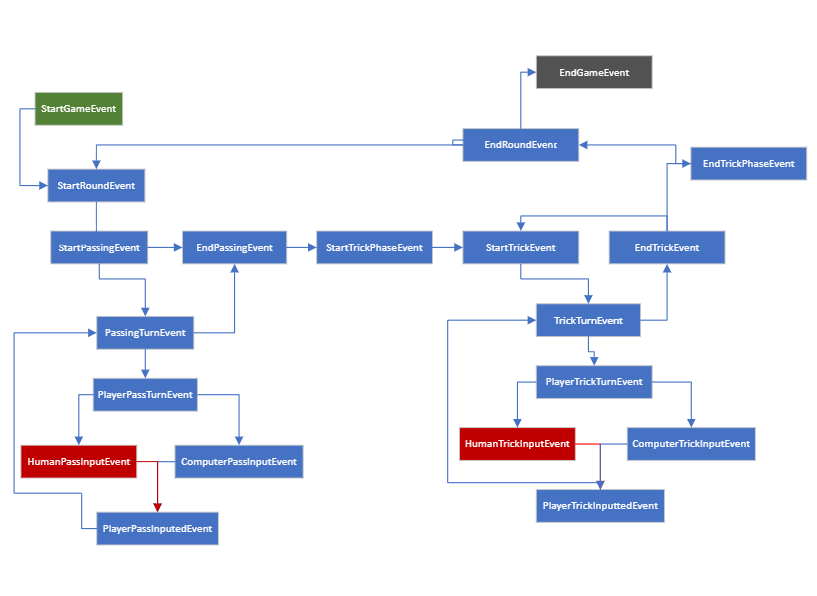 EndGameEvent
StartGameEvent
EndRoundEvent
EndTrickPhaseEvent
StartRoundEvent
StartPassingEvent
EndPassingEvent
StartTrickPhaseEvent
StartTrickEvent
EndTrickEvent
PassingTurnEvent
TrickTurnEvent
PlayerPassTurnEvent
PlayerTrickTurnEvent
HumanPassInputEvent
ComputerPassInputEvent
HumanTrickInputEvent
ComputerTrickInputEvent
PlayerPassInputedEvent
PlayerTrickInputtedEvent